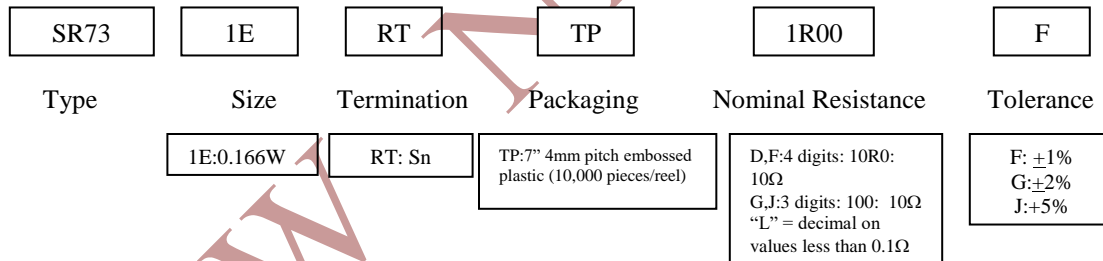 SR73 1E RT TP 1R00 F
Type Size Termination Packaging Nominal Resistance Tolerance
1E:0.166W
RT: Sn
TP:7” 4mm pitch embossed
plastic (10,000 pieces/reel)
D,F:4 digits: 10R0:
10Ω
G,J:3 digits: 100: 10Ω
“L” = decimal on
values less than 0.1Ω
F: ±1%
G:±2%
J:+5%